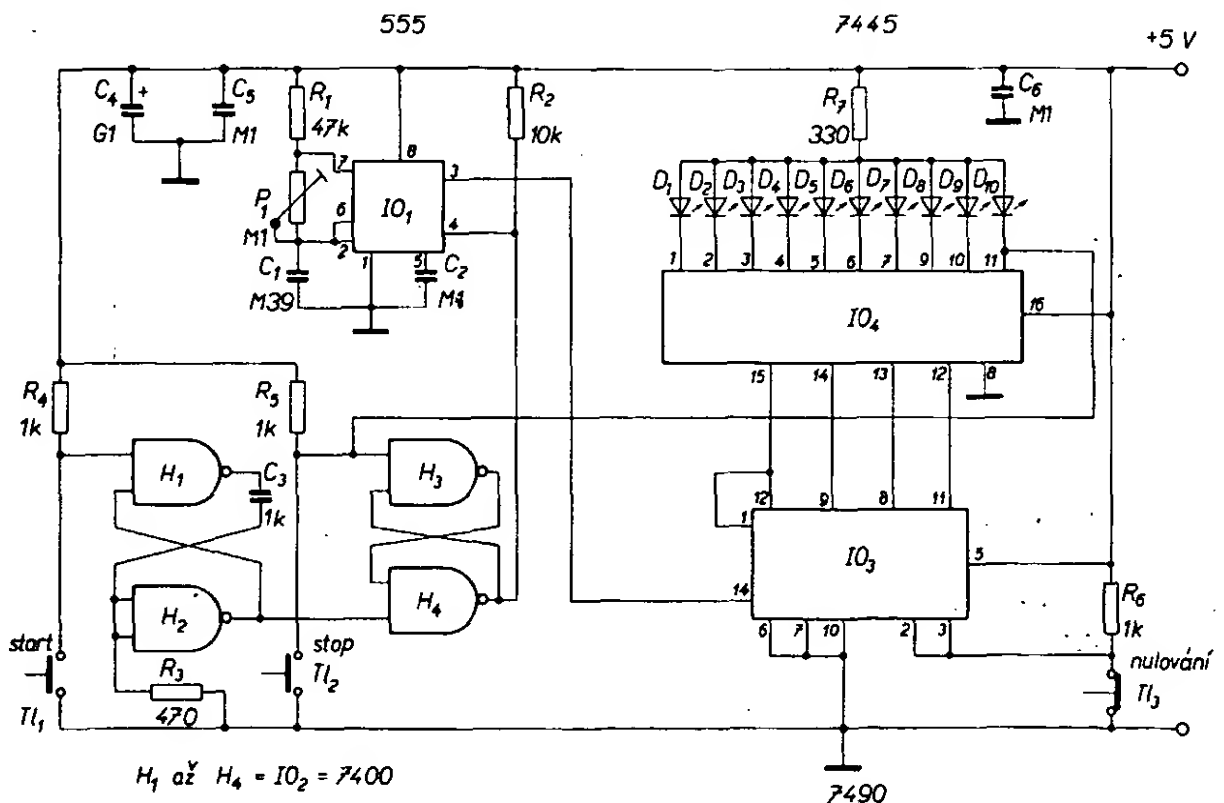 555
7445
+5 V
C4
+
G1
C5
M1
R1
47k
R2
10k
R7
330
C6
M1
7
8
3
6
4
2
1
5
IO1
P1
M1
C1
M39
C2
M1
D1
D2
D3
D4
D5
D6
D7
D8
D9
D10
1
2
3
4
5
6
7
9
10
11
IO4
16
15
14
13
12
8
R4
1k
R5
1k
H1
C3
1k
H3
H2
H4
12
9
8
11
1
IO3
5
14
6
7
10
2
3
R6
1k
start
Tl1
R3
470
stop
Tl2
nulování
Tl3
H1 až H4 = IO2 = 7400
7490